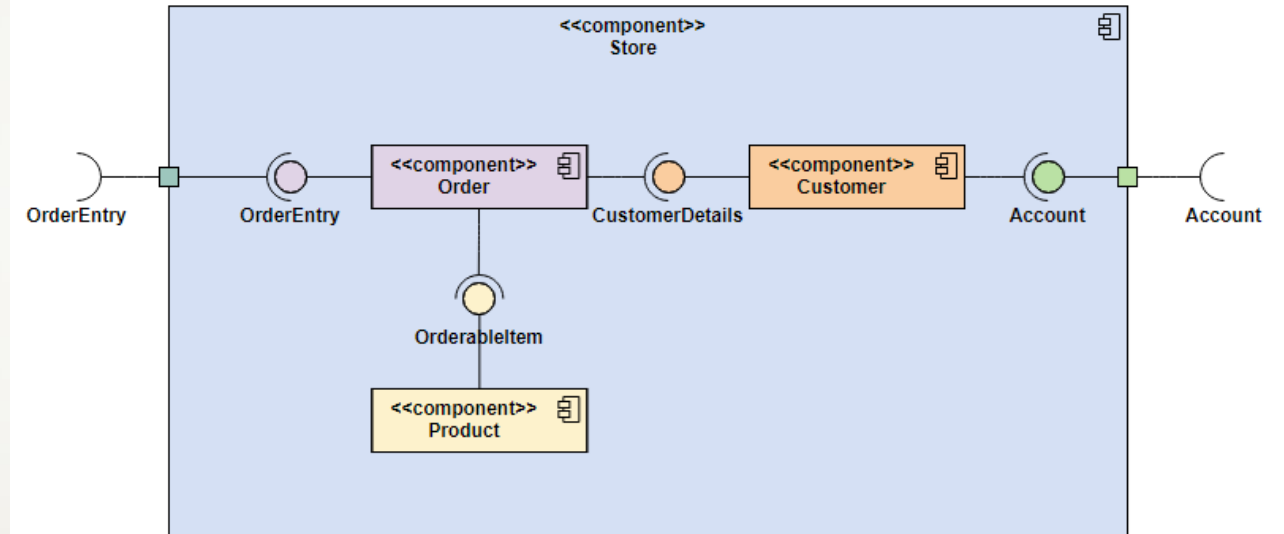 <<component>>
Store
<<component>>
Order
<<component>>
Customer
OrderEntry
OrderEntry
CustomerDetails
Account
Account
OrderableItem
<<component>>
Product